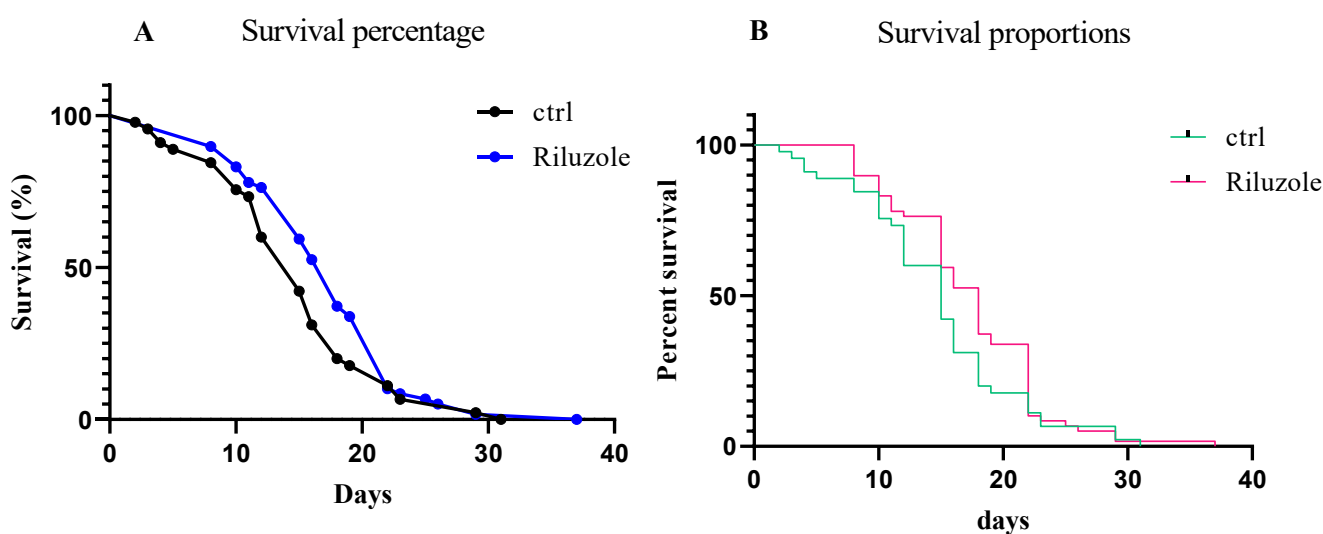 A Survival percentage
ctrl
Riluzole
Survival (%)
100
50
0
0 10 20 30 40
Days
B Survival proportions
ctrl
Riluzole
Percent survival
100
50
0
0 10 20 30 40
days